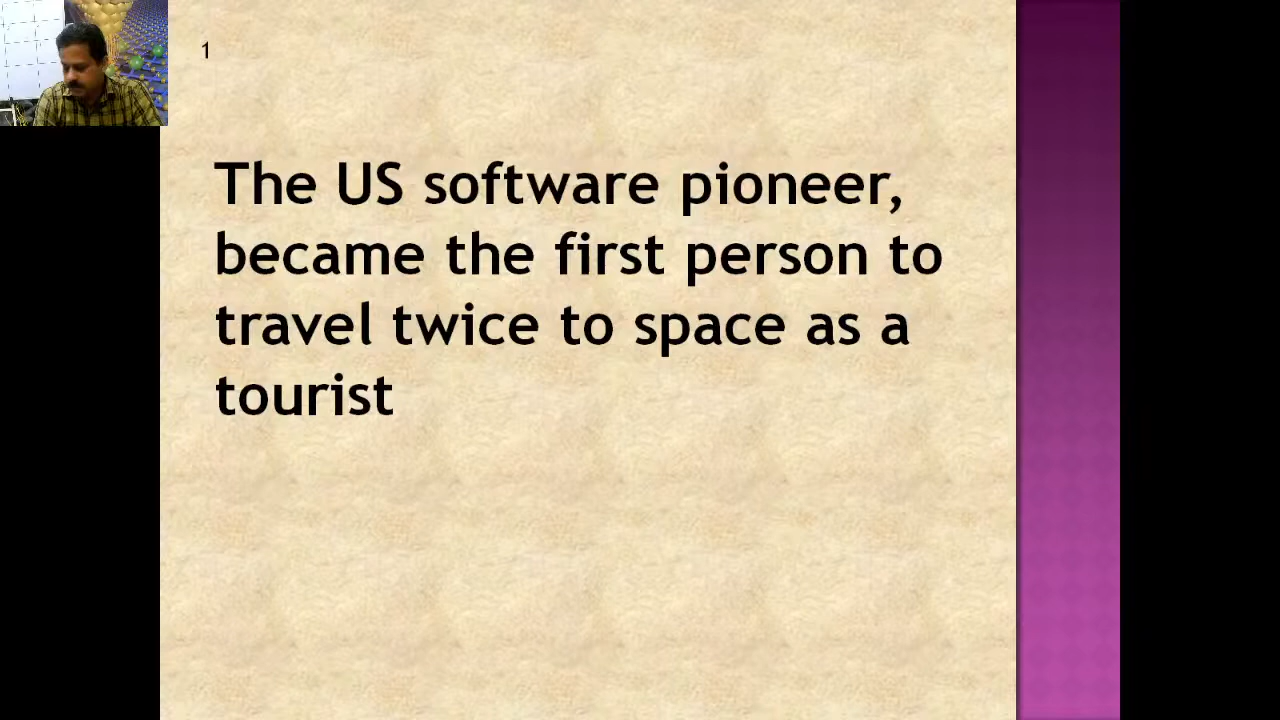 1
The US software pioneer,
became the first person to
travel twice to space as a
tourist